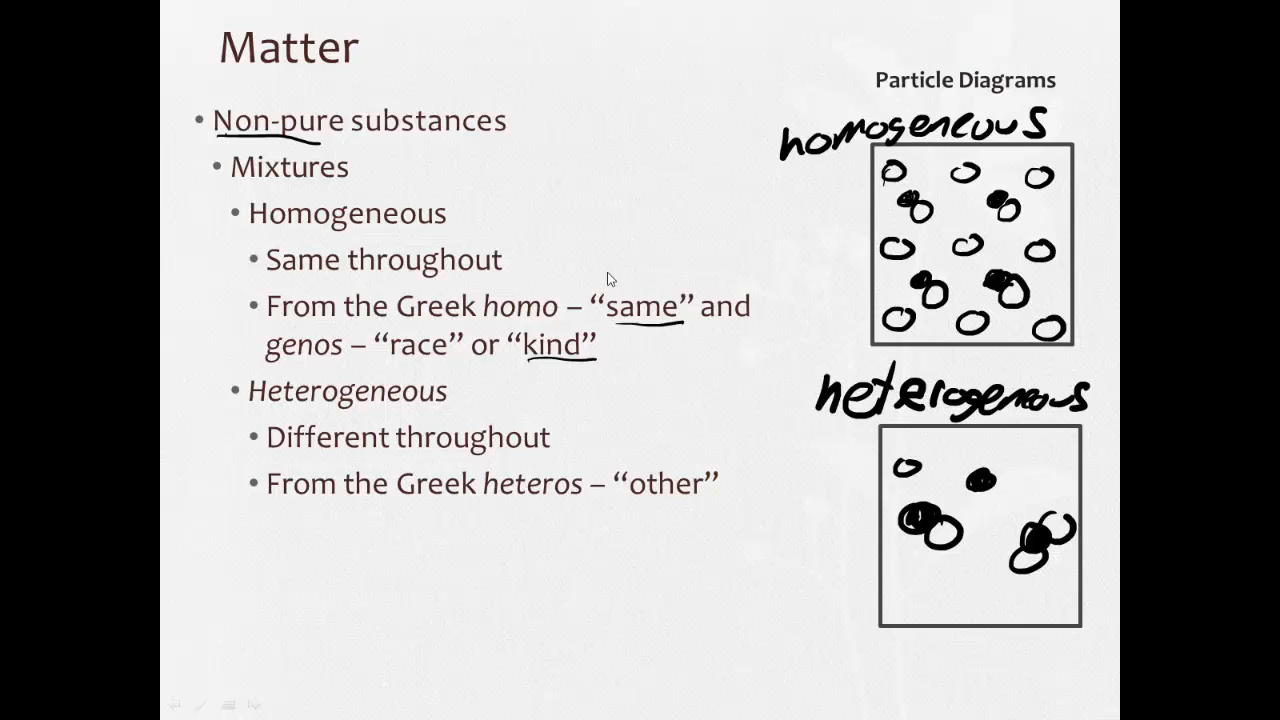 Matter
• Non-pure substances
• Mixtures
• Homogeneous
• Same throughout
• From the Greek homo – “same” and
genos – “race” or “kind”
• Heterogeneous
• Different throughout
• From the Greek heteros – “other”
Particle Diagrams
homogeneous
heterogeneous